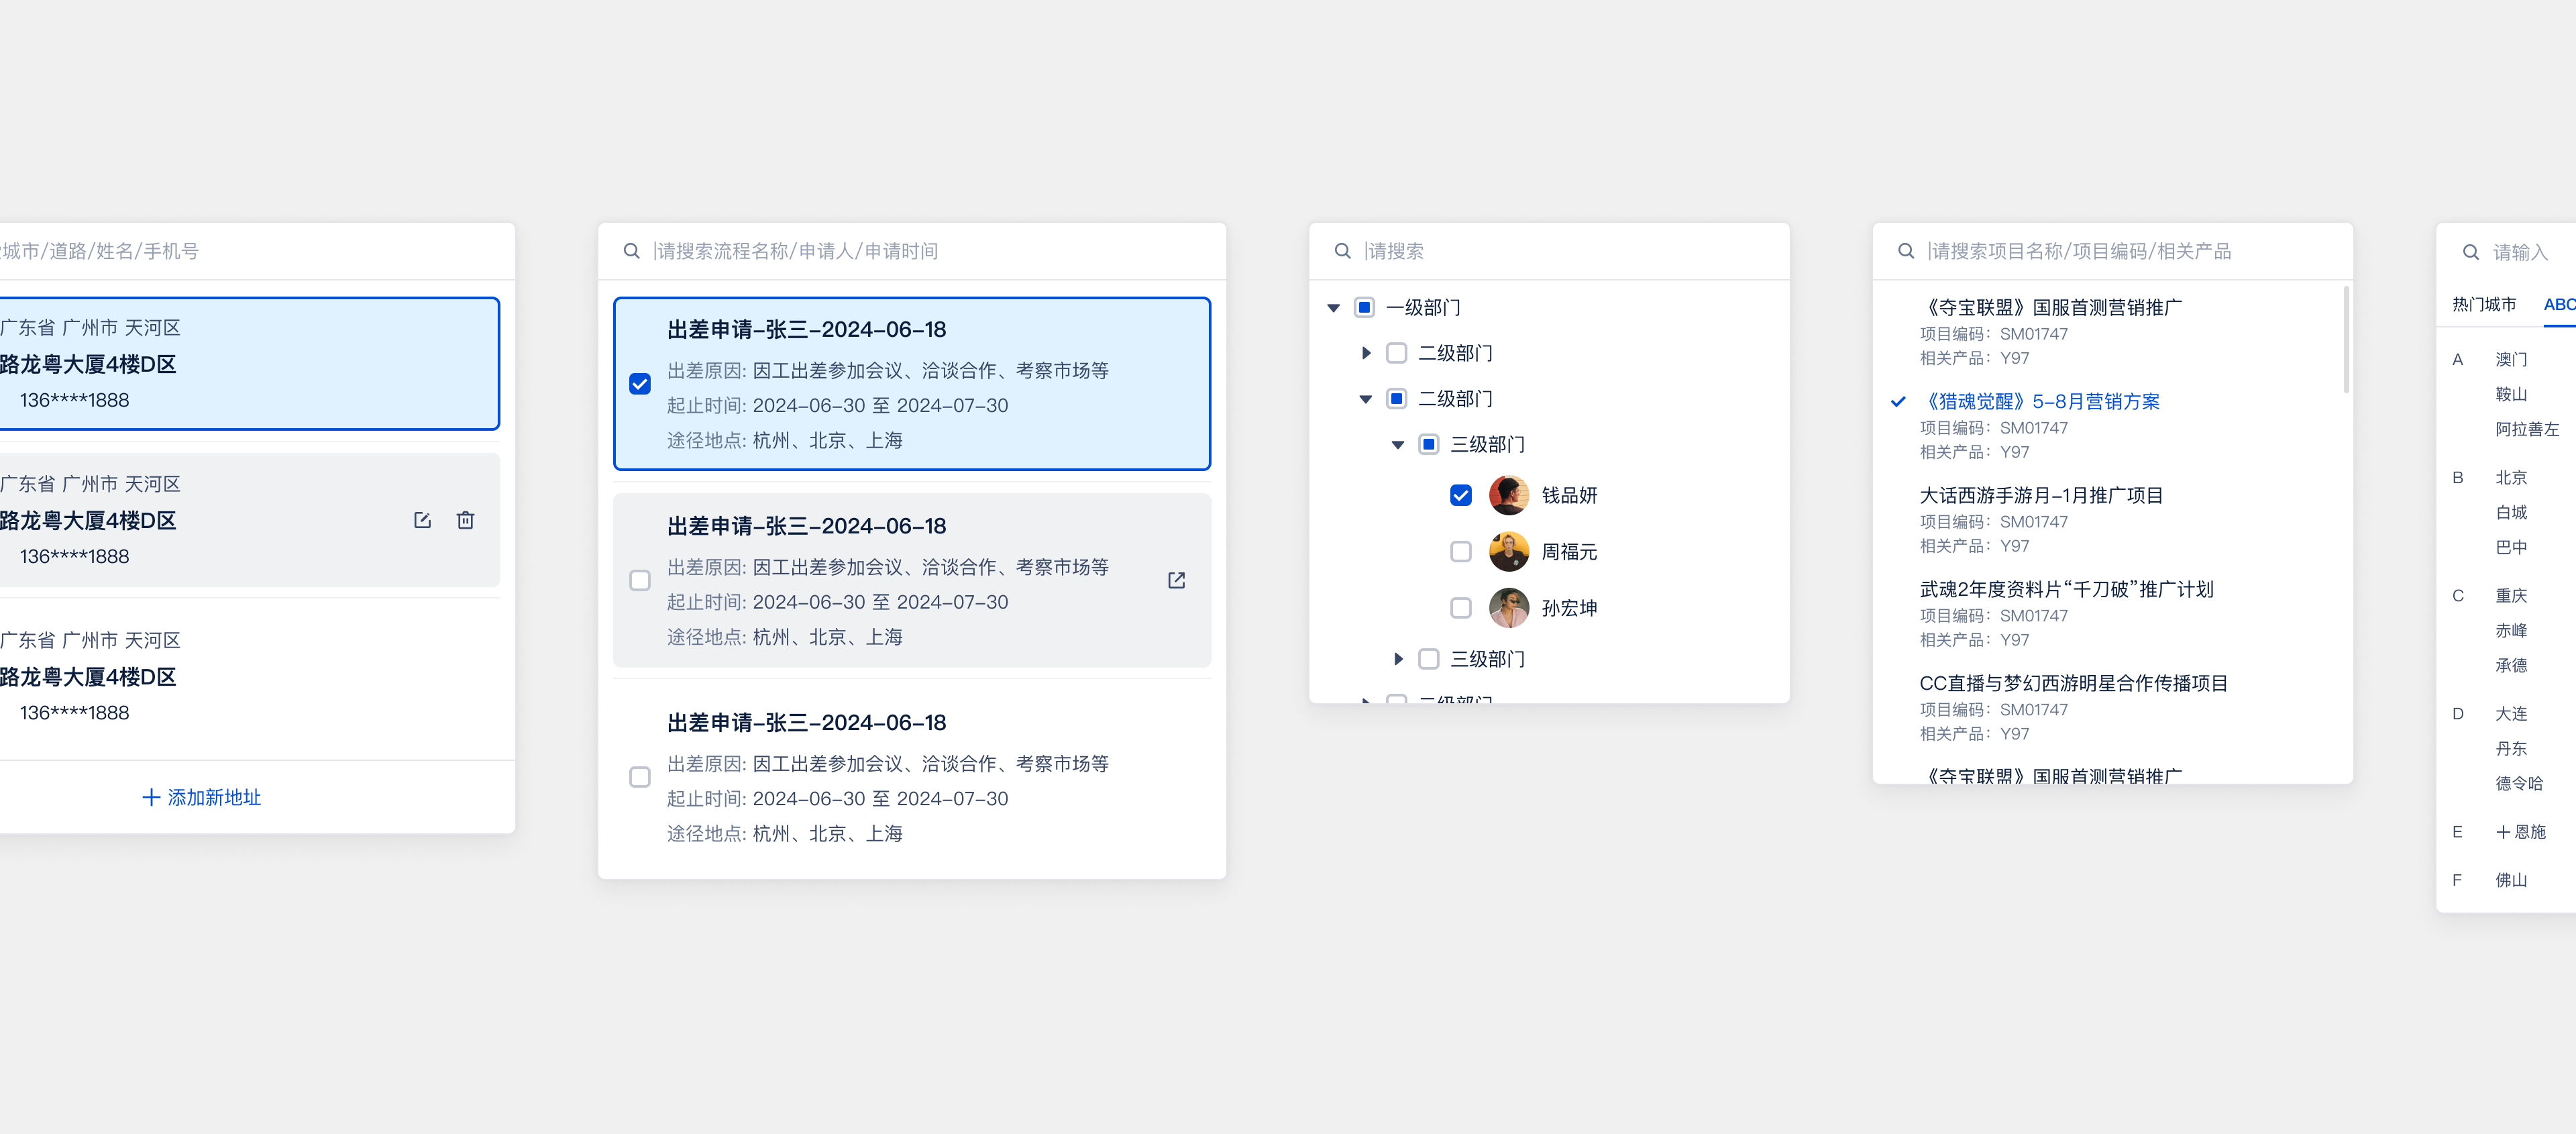 城市/道路/姓名/手机号
广东省 广州市 天河区
路龙粤大厦4楼D区
136****1888
广东省 广州市 天河区
路龙粤大厦4楼D区
136****1888
广东省 广州市 天河区
路龙粤大厦4楼D区
136****1888
添加新地址
请搜索流程名称/申请人/申请时间
出差申请-张三-2024-06-18
出差原因: 因工出差参加会议、洽谈合作、考察市场等
起止时间: 2024-06-30 至 2024-07-30
途径地点: 杭州、北京、上海
出差申请-张三-2024-06-18
出差原因: 因工出差参加会议、洽谈合作、考察市场等
起止时间: 2024-06-30 至 2024-07-30
途径地点: 杭州、北京、上海
出差申请-张三-2024-06-18
出差原因: 因工出差参加会议、洽谈合作、考察市场等
起止时间: 2024-06-30 至 2024-07-30
途径地点: 杭州、北京、上海
请搜索
一级部门
二级部门
二级部门
三级部门
钱品妍
周福元
孙宏坤
三级部门
二级部门
请搜索项目名称/项目编码/相关产品
《夺宝联盟》国服首测营销推广
项目编码：SM01747
相关产品：Y97
《猎魂觉醒》5-8月营销方案
项目编码：SM01747
相关产品：Y97
大话西游手游月-1月推广项目
项目编码：SM01747
相关产品：Y97
武魂2年度资料片“千刀破”推广计划
项目编码：SM01747
相关产品：Y97
CC直播与梦幻西游明星合作传播项目
项目编码：SM01747
相关产品：Y97
《夺宝联盟》国服首测营销推广
请输入
热门城市 ABC
A 澳门
鞍山
阿拉善左
B 北京
白城
巴中
C 重庆
赤峰
承德
D 大连
丹东
德令哈
E 恩施
F 佛山